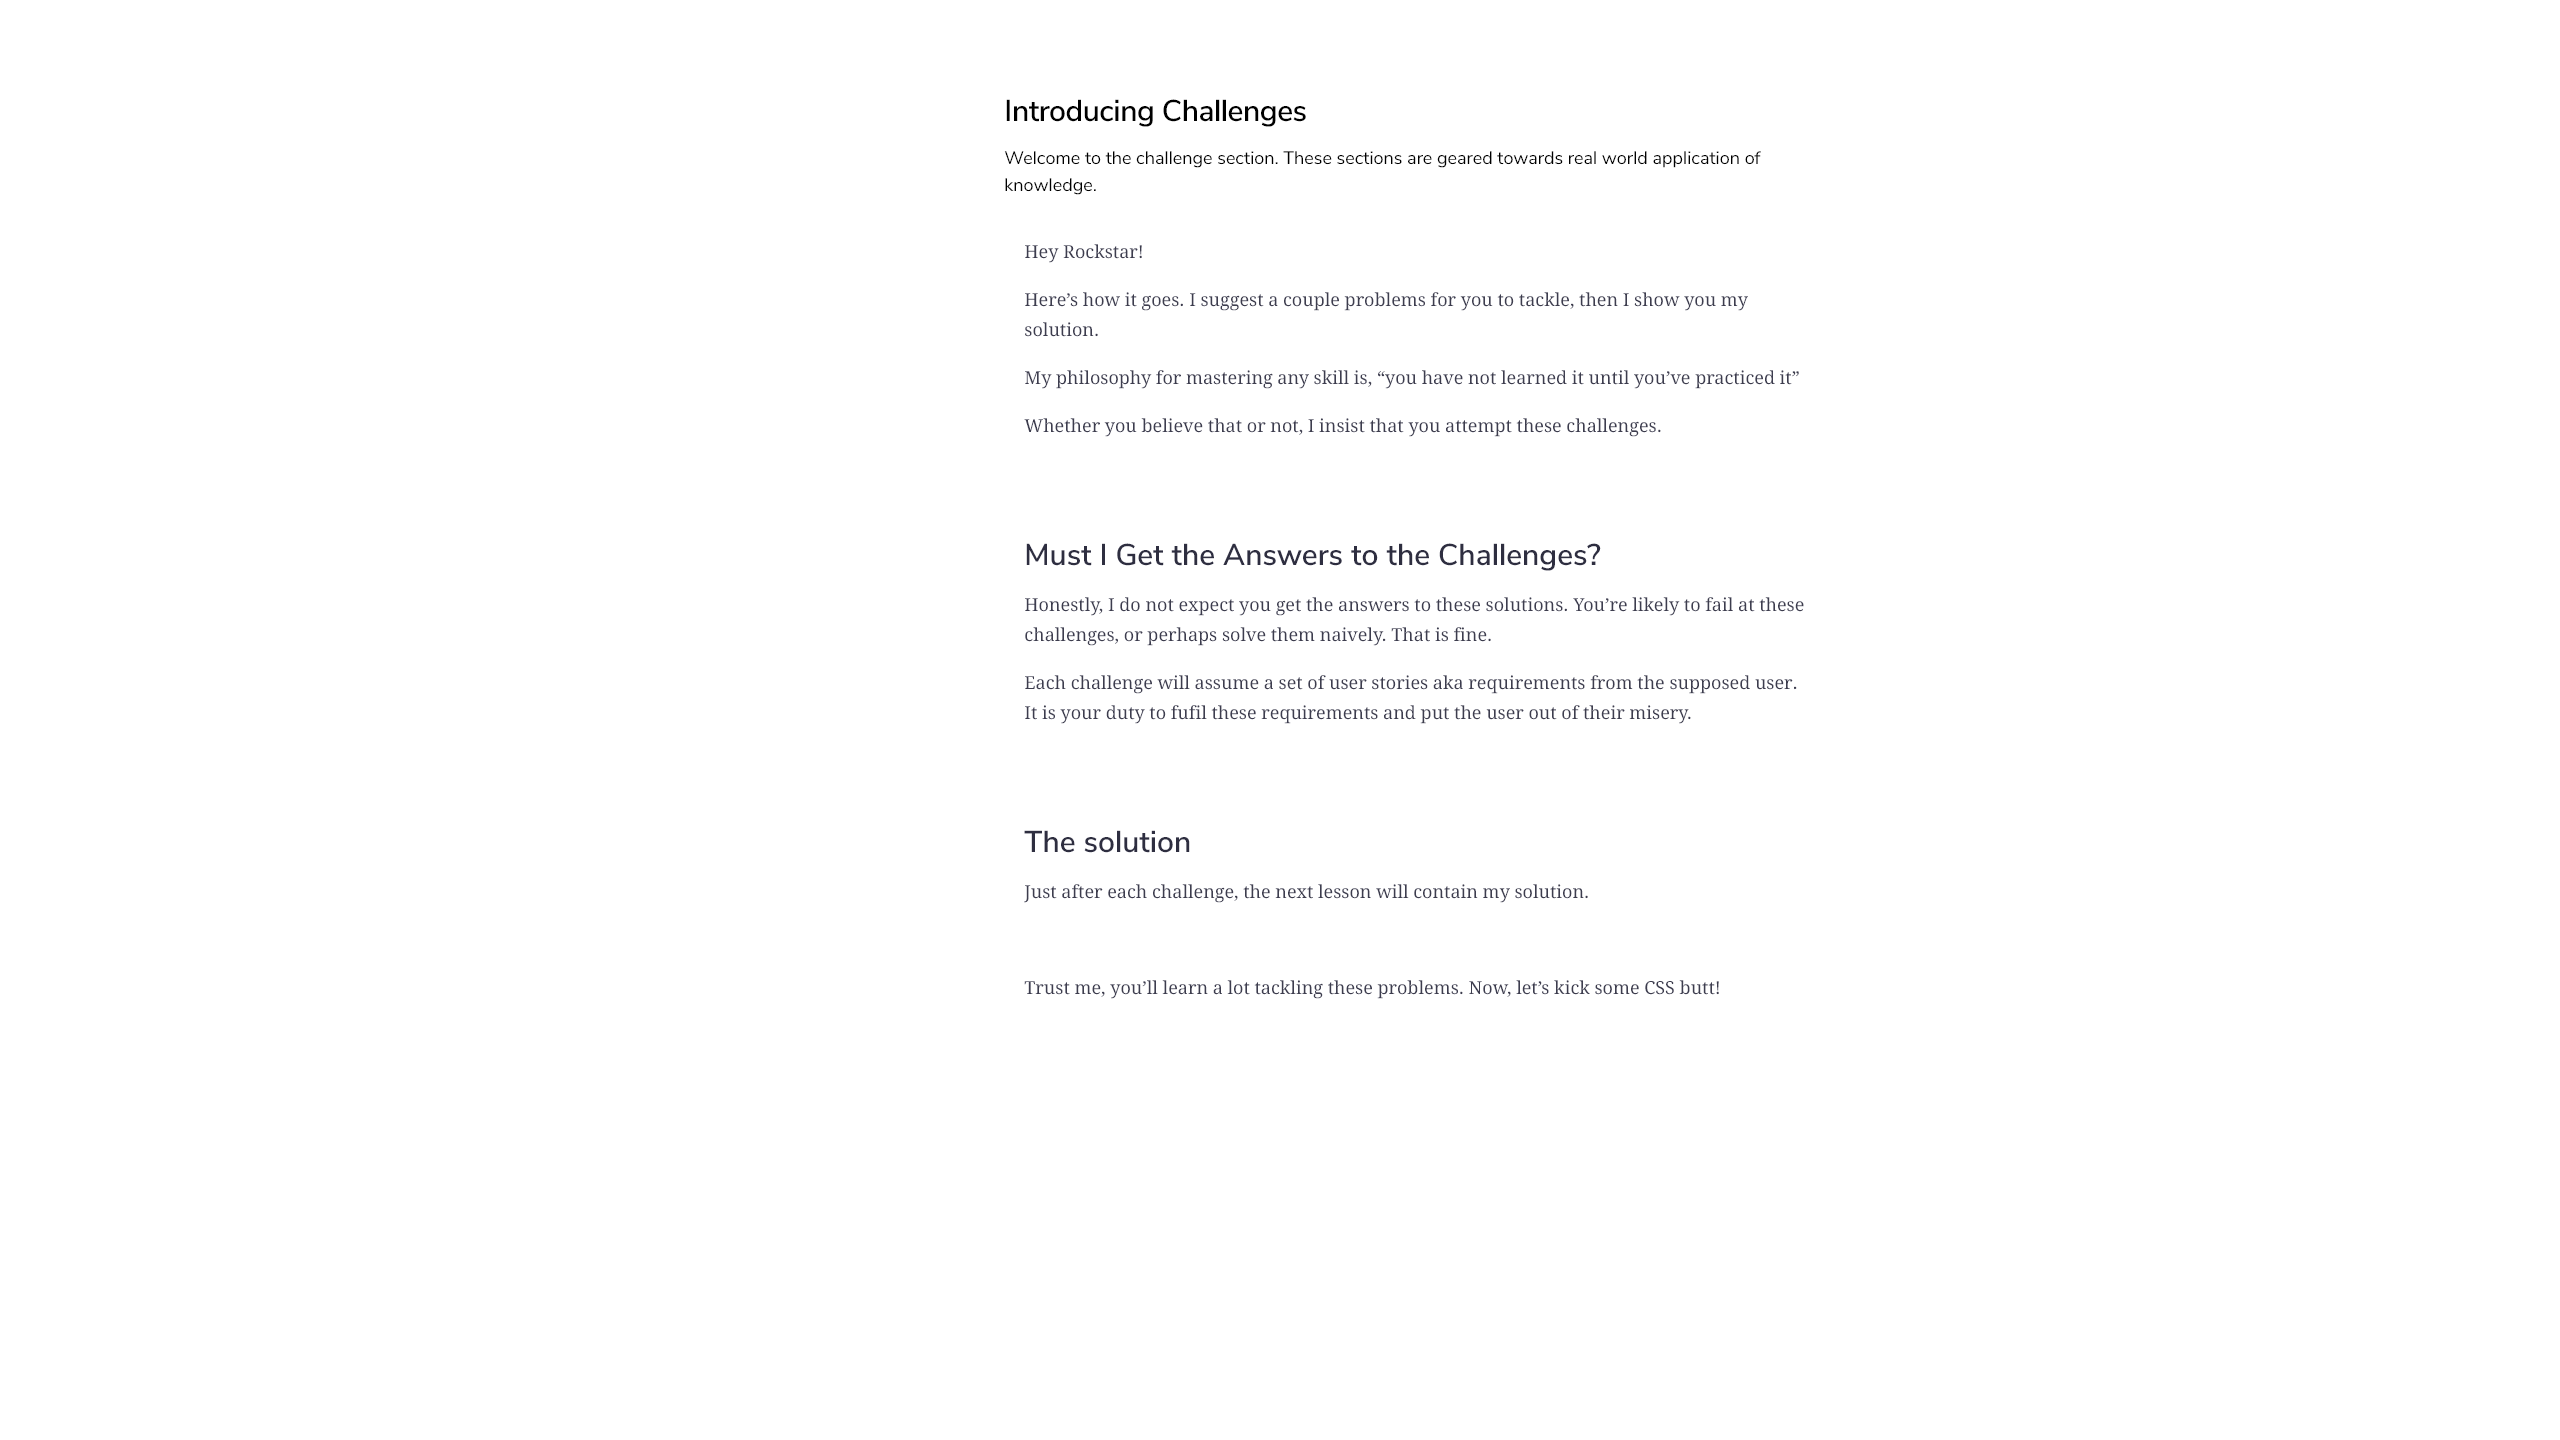 Introducing Challenges
Welcome to the challenge section. These sections are geared towards real world application of
knowledge.
Hey Rockstar!
Here’s how it goes. I suggest a couple problems for you to tackle, then I show you my
solution.
My philosophy for mastering any skill is, “you have not learned it until you’ve practiced it”
Whether you believe that or not, I insist that you attempt these challenges.
Must I Get the Answers to the Challenges?
Honestly, I do not expect you get the answers to these solutions. You’re likely to fail at these
challenges, or perhaps solve them naively. That is fine.
Each challenge will assume a set of user stories aka requirements from the supposed user.
It is your duty to fufil these requirements and put the user out of their misery.
The solution
Just after each challenge, the next lesson will contain my solution.
Trust me, you’ll learn a lot tackling these problems. Now, let’s kick some CSS butt!